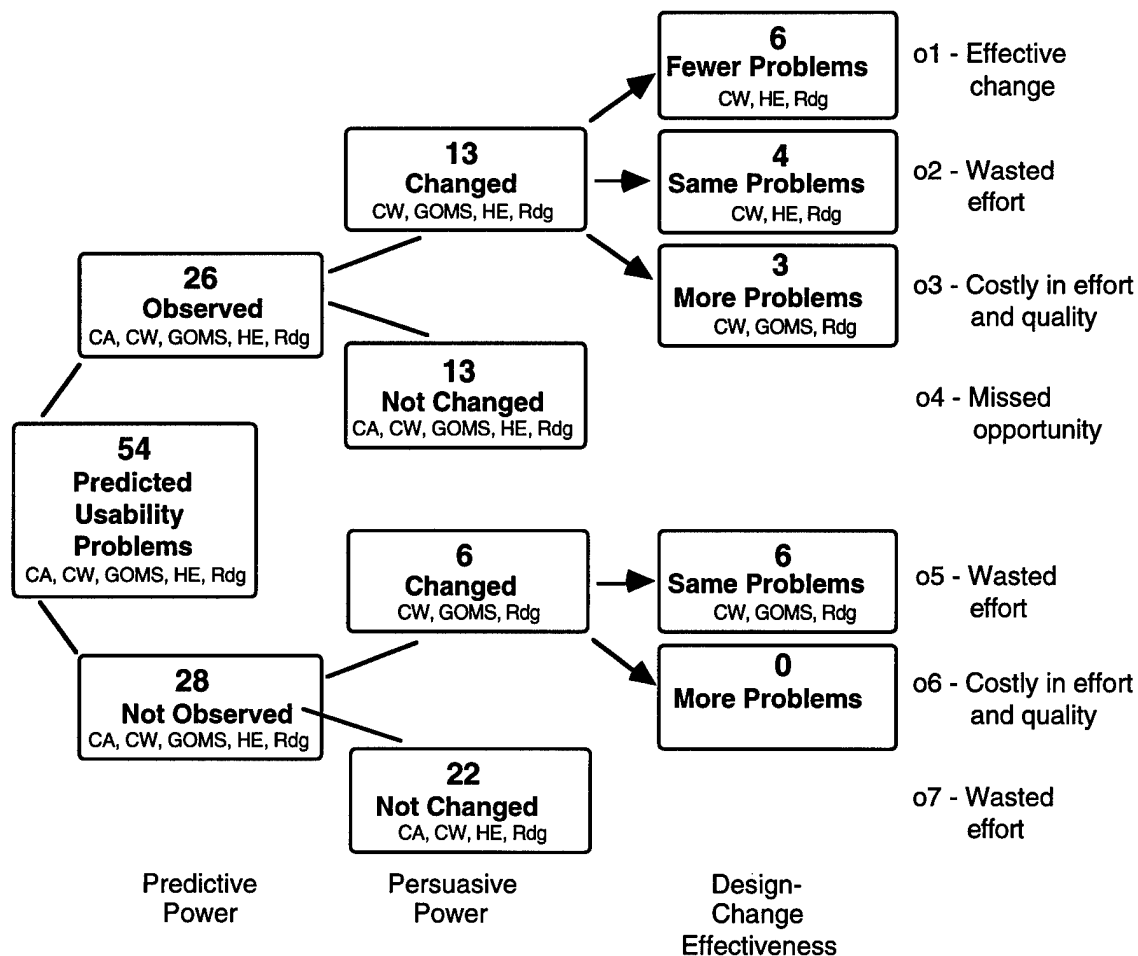 6
Fewer Problems
CW, HE, Rdg
o1 - Effective
change
13
Changed
CW, GOMS, HE, Rdg
4
Same Problems
CW, HE, Rdg
o2 - Wasted
effort
26
Observed
CA, CW, GOMS, HE, Rdg
3
More Problems
CW, GOMS, Rdg
o3 - Costly in effort
and quality
13
Not Changed
CA, CW, GOMS, HE, Rdg
o4 - Missed
opportunity
54
Predicted
Usability
Problems
CA, CW, GOMS, HE, Rdg
6
Changed
CW, GOMS, Rdg
6
Same Problems
CW, GOMS, Rdg
o5 - Wasted
effort
28
Not Observed
CA, CW, GOMS, HE, Rdg
0
More Problems
o6 - Costly in effort
and quality
22
Not Changed
CA, CW, HE, Rdg
o7 - Wasted
effort
Predictive
Power
Persuasive
Power
Design-
Change
Effectiveness